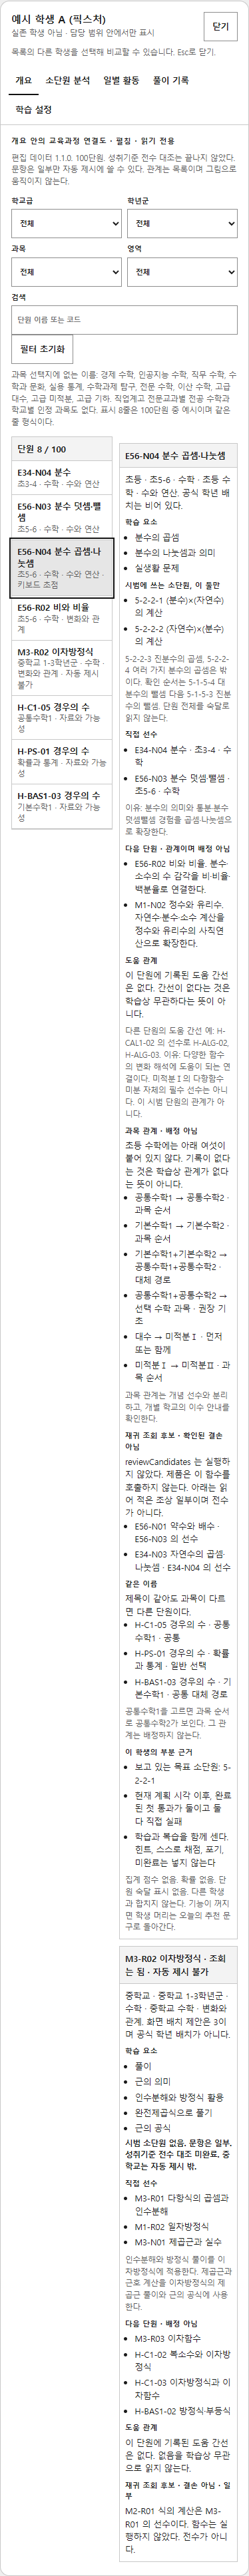 예시 학생 A (픽스처)
실존 학생 아님 · 담당 범위 안에서만 표시
닫기
목록의 다른 학생을 선택해 비교할 수 있습니다. Esc로 닫기.
개요
소단원 분석
일별 활동
풀이 기록
학습 설정
개요 안의 교육과정 연결도 · 펼침 · 읽기 전용
편집 데이터 1.1.0. 100단원. 성취기준 전수 대조는 끝나지 않았다.
문항은 일부만 자동 제시에 쓸 수 있다. 관계는 목록이며 그림으로
움직이지 않는다.
학교급
학년군
전체
전체
과목
영역
전체
전체
검색
단원 이름 또는 코드
필터 초기화
과목 선택지에 없는 이름: 경제 수학, 인공지능 수학, 직무 수학, 수
학과 문화, 실용 통계, 수학과제 탐구, 전문 수학, 이산 수학, 고급
대수, 고급 미적분, 고급 기하. 직업계고 전문교과별 전공 수학과
학교별 인정 과목도 없다. 표시 8줄은 100단원 중 예시이며 같은
줄 형식이다.
단원 8 / 100
E34-N04 분수
초3-4 · 수학 · 수와 연산
E56-N03 분수 덧셈·뺄
셈
초5-6 · 수학 · 수와 연산
E56-N04 분수 곱셈·나
눗셈
초5-6 · 수학 · 수와 연산 ·
키보드 초점
E56-R02 비와 비율
초5-6 · 수학 · 변화와 관
계
M3-R02 이차방정식
중학교 1-3학년군 · 수학 ·
변화와 관계 · 자동 제시
불가
H-C1-05 경우의 수
공통수학1 · 자료와 가능
성
H-PS-01 경우의 수
확률과 통계 · 자료와 가능
성
H-BAS1-03 경우의 수
기본수학1 · 자료와 가능
성
E56-N04 분수 곱셈·나눗셈
초등 · 초5-6 · 수학 · 초등 수
학 · 수와 연산. 공식 학년 배
치는 비어 있다.
학습 요소
분수의 곱셈
분수의 나눗셈과 의미
실생활 문제
시범에 쓰는 소단원, 이 둘만
5-2-2-1 (분수)×(자연수)
의 계산
5-2-2-2 (자연수)×(분수)
의 계산
5-2-2-3 진분수의 곱셈, 5-2-2-
4 여러 가지 분수의 곱셈은 밖
이다. 확인 순서는 5-1-5-4 대
분수의 뺄셈 다음 5-1-5-3 진분
수의 뺄셈. 단원 전체를 숙달로
읽지 않는다.
직접 선수
E34-N04 분수 · 초3-4 · 수
학
E56-N03 분수 덧셈·뺄셈 ·
초5-6 · 수학
이유: 분수의 의미와 통분·분수
덧셈뺄셈 경험을 곱셈·나눗셈으
로 확장한다.
다음 단원 · 관계이며 배정 아님
E56-R02 비와 비율. 분수·
소수의 수 감각을 비·비율·
백분율로 연결한다.
M1-N02 정수와 유리수.
자연수·분수·소수 계산을
정수와 유리수의 사칙연
산으로 확장한다.
도움 관계
이 단원에 기록된 도움 간선
은 없다. 간선이 없다는 것은
학습상 무관하다는 뜻이 아
니다.
다른 단원의 도움 간선 예: H-
CAL1-02 의 선수로 H-ALG-02,
H-ALG-03. 이유: 다양한 함수
의 변화 해석에 도움이 되는 연
결이다. 미적분Ⅰ의 다항함수
미분 자체의 필수 선수는 아니
다. 이 시범 단원의 관계가 아
니다.
과목 관계 · 배정 아님
초등 수학에는 아래 여섯이
붙어 있지 않다. 기록이 없다
는 것은 학습상 관계가 없다
는 뜻이 아니다.
공통수학1 → 공통수학2 ·
과목 순서
기본수학1 → 기본수학2 ·
과목 순서
기본수학1+기본수학2 →
공통수학1+공통수학2 ·
대체 경로
공통수학1+공통수학2 →
선택 수학 과목 · 권장 기
초
대수 → 미적분Ⅰ · 먼저
또는 함께
미적분Ⅰ → 미적분Ⅱ · 과
목 순서
과목 관계는 개념 선수와 분리
하고, 개별 학교의 이수 안내를
확인한다.
재귀 조회 후보 · 확인된 결손
아님
reviewCandidates 는 실행하
지 않았다. 제품은 이 함수를
호출하지 않는다. 아래는 읽
어 적은 조상 일부이며 전수
가 아니다.
E56-N01 약수와 배수 ·
E56-N03 의 선수
E34-N03 자연수의 곱셈·
나눗셈 · E34-N04 의 선수
같은 이름
제목이 같아도 과목이 다르
면 다른 단원이다.
H-C1-05 경우의 수 · 공통
수학1 · 공통
H-PS-01 경우의 수 · 확률
과 통계 · 일반 선택
H-BAS1-03 경우의 수 · 기
본수학1 · 공통 대체 경로
공통수학1을 고르면 과목 순서
로 공통수학2가 보인다. 그 관
계는 배정하지 않는다.
이 학생의 부분 근거
보고 있는 목표 소단원: 5-
2-2-1
현재 계획 시각 이후, 완료
된 첫 통과가 둘이고 둘
다 직접 실패
학습과 복습을 함께 센다.
힌트, 스스로 채점, 포기,
미완료는 넣지 않는다
집계 점수 없음. 확률 없음. 단
원 숙달 표시 없음. 다른 학생
과 합치지 않는다. 기능이 꺼지
면 학생 머리는 오늘의 추천 문
구로 돌아간다.
M3-R02 이차방정식 · 조회
는 됨 · 자동 제시 불가
중학교 · 중학교 1-3학년군 ·
수학 · 중학교 수학 · 변화와
관계. 화면 배치 제안은 3이
며 공식 학년 배치가 아니다.
학습 요소
풀이
근의 의미
인수분해와 방정식 활용
완전제곱식으로 풀기
근의 공식
시범 소단원 없음. 문항은 일부.
성취기준 전수 대조 미완료. 중
학교는 자동 제시 밖.
직접 선수
M3-R01 다항식의 곱셈과
인수분해
M1-R02 일차방정식
M3-N01 제곱근과 실수
인수분해와 방정식 풀이를 이
차방정식에 적용한다. 제곱근과
근호 계산을 이차방정식의 제
곱근 풀이와 근의 공식에 사용
한다.
다음 단원 · 배정 아님
M3-R03 이차함수
H-C1-02 복소수와 이차방
정식
H-C1-03 이차방정식과 이
차함수
H-BAS1-02 방정식·부등식
도움 관계
이 단원에 기록된 도움 간선
은 없다. 없음을 학습상 무관
으로 읽지 않는다.
재귀 조회 후보 · 결손 아님 · 일
부
M2-R01 식의 계산은 M3-
R01 의 선수이다. 함수는 실
행하지 않았다. 전수가 아니
다.